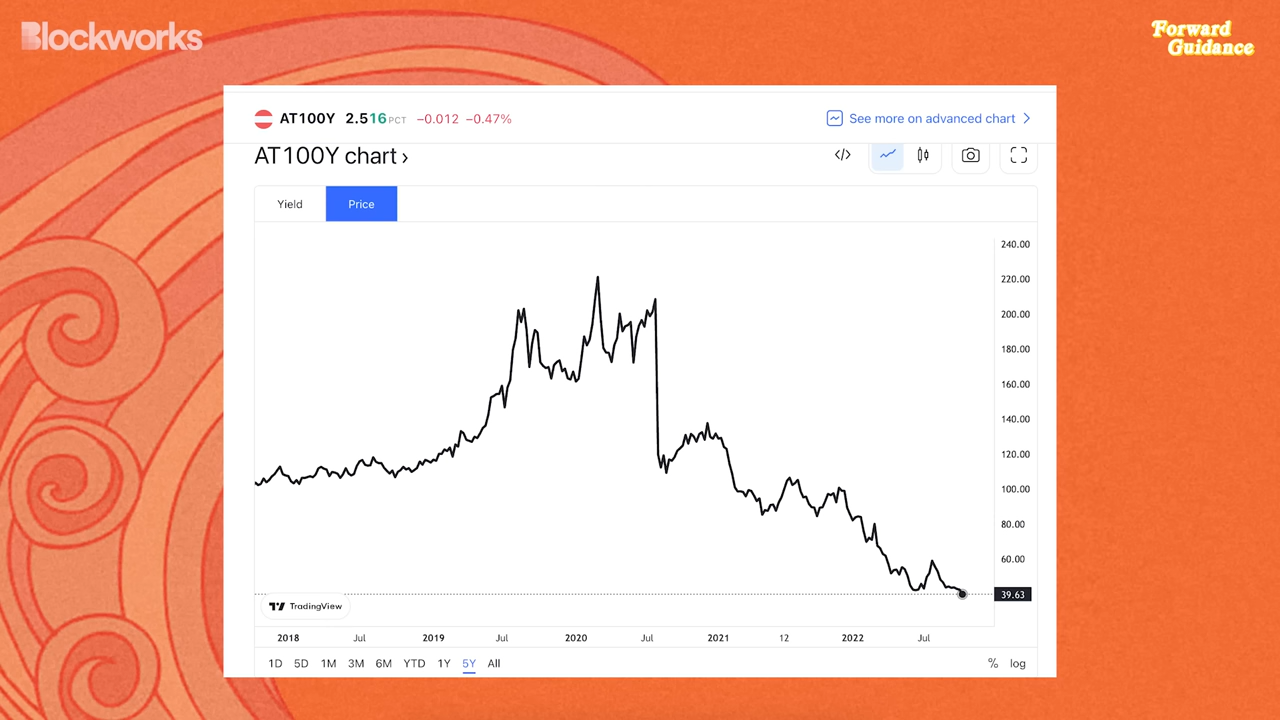 Blockworks
Forward
Guidance
AT100Y 2.516 PCT −0.012 −0.47%
See more on advanced chart
AT100Y chart ›
Yield
Price
240.00
220.00
200.00
180.00
160.00
140.00
120.00
100.00
80.00
60.00
39.63
TradingView
2018 Jul 2019 Jul 2020 Jul 2021 12 2022 Jul
1D 5D 1M 3M 6M YTD 1Y 5Y All
% log